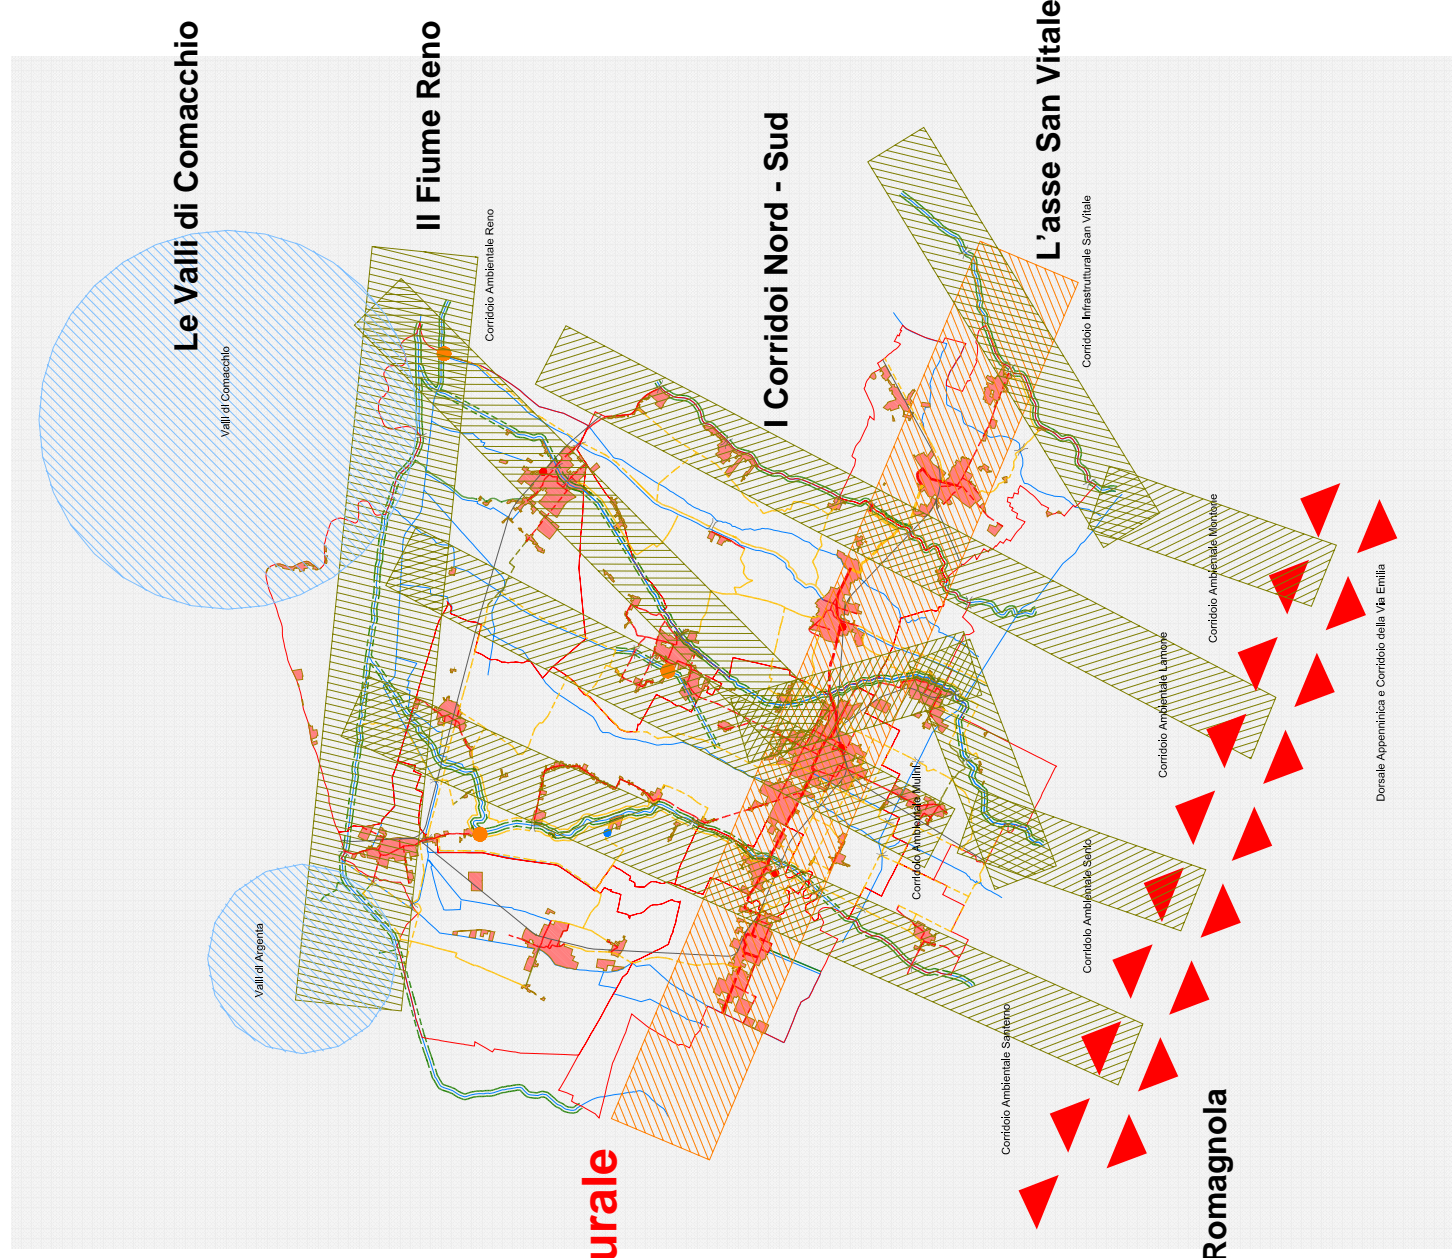 Le Valli di Comacchio
Il Fiume Reno
I Corridoi Nord - Sud
L'asse San Vitale
Valli di Comacchio
Corridoio Ambientale Reno
Corridoio Infrastrutturale San Vitale
Corridoio Ambientale Montone
Corridoio Ambientale Lamone
Dorsale Appenninica e Corridoio della Via Emilia
Corridoio Ambientale Mulini
Corridoio Ambientale Senio
Valli di Argenta
Corridoio Ambientale Santerno
urale
Romagnola